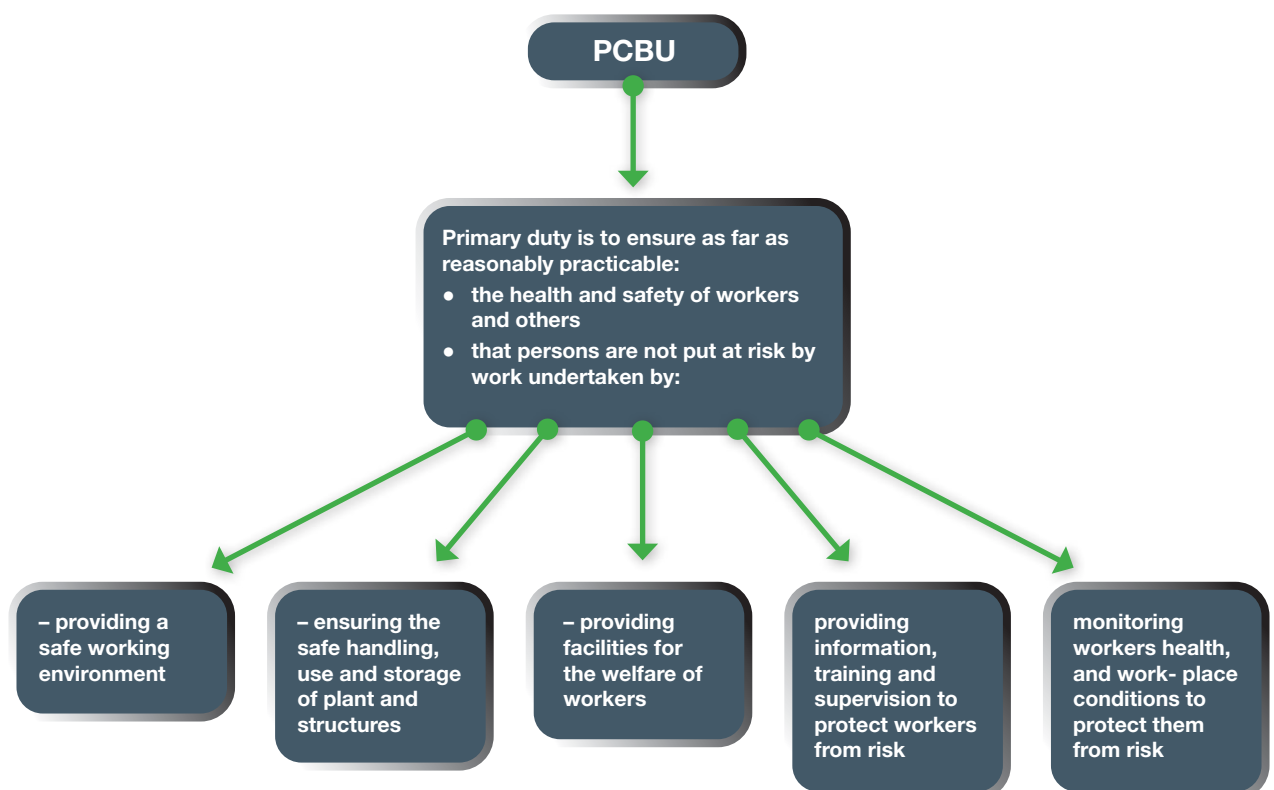 PCBU
Primary duty is to ensure as far as
reasonably practicable:
● the health and safety of workers
and others
● that persons are not put at risk by
work undertaken by:
– providing a
safe working
environment
– ensuring the
safe handling,
use and storage
of plant and
structures
– providing
facilities for
the welfare of
workers
providing
information,
training and
supervision to
protect workers
from risk
monitoring
workers health,
and work- place
conditions to
protect them
from risk